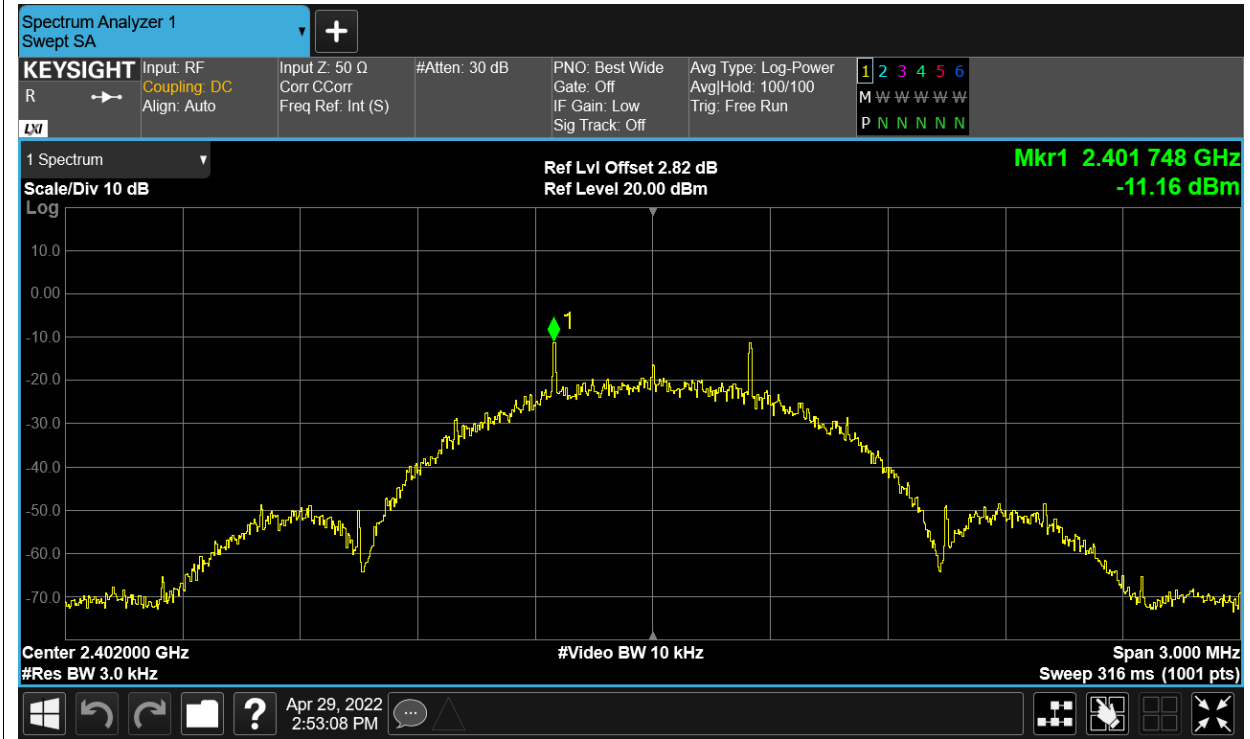 Spectrum Analyzer 1
Swept SA
+
KEYSIGHT
R
LXI
Input: RF
Coupling: DC
Align: Auto
Input Z: 50 Ω
Corr CCorr
Freq Ref: Int (S)
#Atten: 30 dB
PNO: Best Wide
Gate: Off
IF Gain: Low
Sig Track: Off
Avg Type: Log-Power
Avg|Hold: 100/100
Trig: Free Run
1 2 3 4 5 6
M W W W W W
P N N N N N
1 Spectrum
Scale/Div 10 dB
Log
Ref Lvl Offset 2.82 dB
Ref Level 20.00 dBm
Mkr1 2.401 748 GHz
-11.16 dBm
1
10.0
0.00
-10.0
-20.0
-30.0
-40.0
-50.0
-60.0
-70.0
Center 2.402000 GHz
#Video BW 10 kHz
Span 3.000 MHz
#Res BW 3.0 kHz
Sweep 316 ms (1001 pts)
?
Apr 29, 2022
2:53:08 PM
...